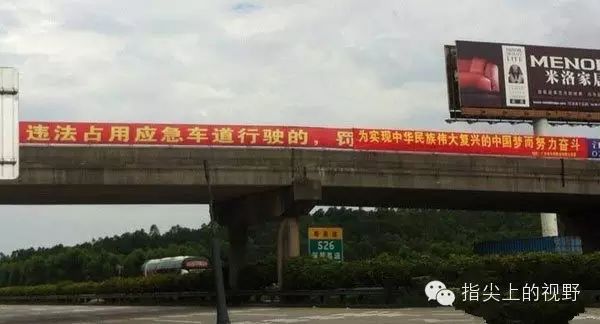 违法占用应急车道行驶的，罚
为实现中华民族伟大复兴的中国梦而努力奋斗
MENO
米洛家居
S26
指尖上的视野